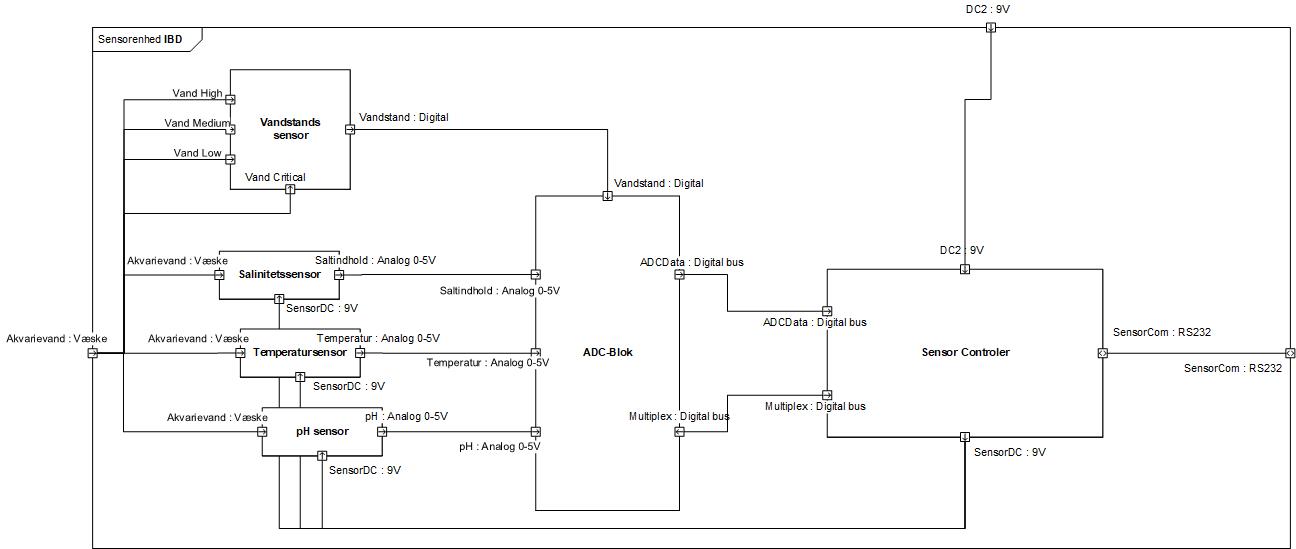 DC2 : 9V
Sensorenhed IBD
Vand High
Vand Medium
Vand Low
Vand Critical
Vandstands
sensor
Vandstand : Digital
Vandstand : Digital
Akvarievand : Væske
Saltindhold : Analog 0-5V
Salinitetssensor
Saltindhold : Analog 0-5V
SensorDC : 9V
Akvarievand : Væske
Akvarievand : Væske
Temperatur : Analog 0-5V
Temperatursensor
Temperatur : Analog 0-5V
SensorDC : 9V
Akvarievand : Væske
pH : Analog 0-5V
pH sensor
pH : Analog 0-5V
SensorDC : 9V
ADC-Blok
ADCData : Digital bus
ADCData : Digital bus
Multiplex : Digital bus
Multiplex : Digital bus
DC2 : 9V
Sensor Controler
SensorCom : RS232
SensorCom : RS232
SensorDC : 9V